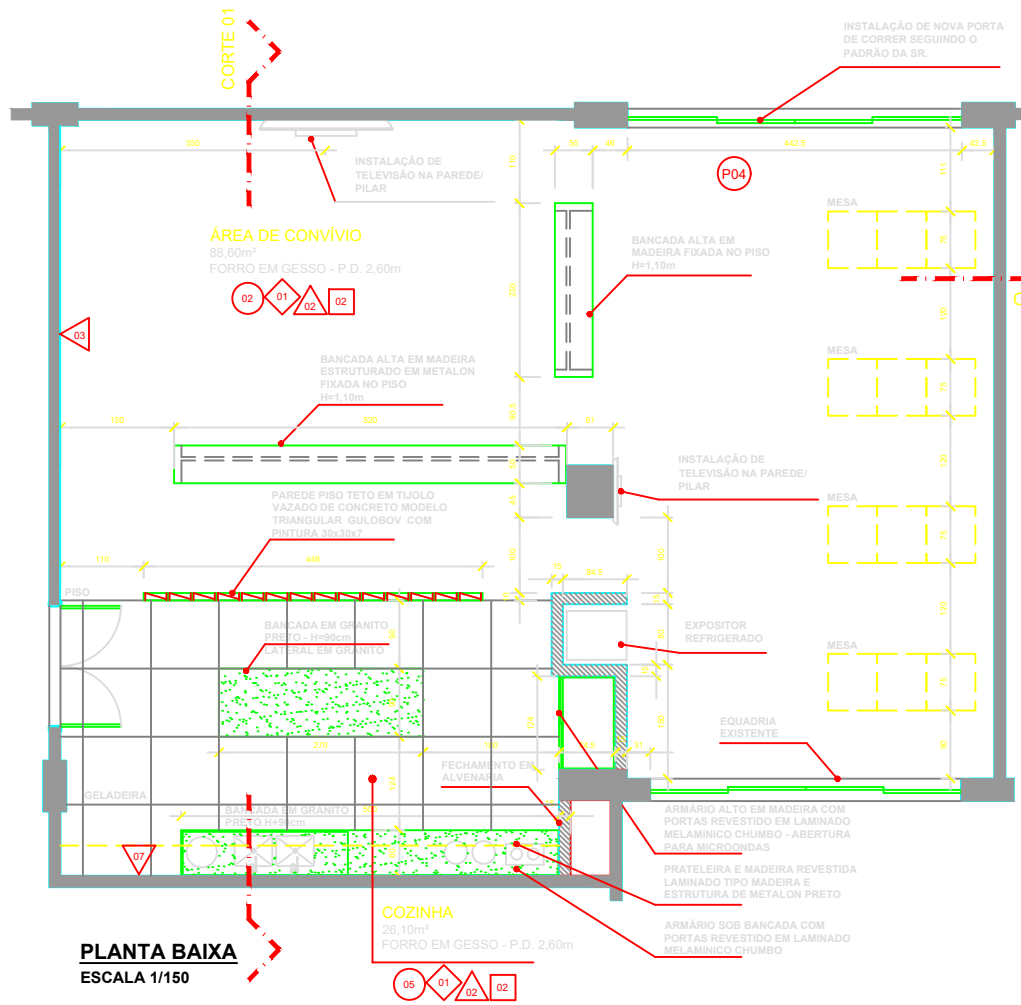 CORTE 01
INSTALAÇÃO DE NOVA PORTA
DE CORRER SEGUINDO O
PADRÃO DA SR.
INSTALAÇÃO DE
TELEVISÃO NA PAREDE/
PILAR
P04
MESA
ÁREA DE CONVÍVIO
88,60m²
FORRO EM GESSO - P.D. 2,60m
02
01
02
02
BANCADA ALTA EM
MADEIRA FIXADA NO PISO
H=1,10m
03
BANCADA ALTA EM MADEIRA
ESTRUTURADO EM METALON
FIXADA NO PISO
H=1,10m
MESA
150
520
61
INSTALAÇÃO DE
TELEVISÃO NA PAREDE/
PILAR
PAREDE PISO TETO EM TIJOLO
VAZADO DE CONCRETO MODELO
TRIANGULAR GULOBOV COM
PINTURA 30x30x7
MESA
110
448
PISO
BANCADA EM GRANITO
PRETO - H=90cm
LATERAL EM GRANITO
EXPOSITOR
REFRIGERADO
MESA
270
EQUADRIA
EXISTENTE
FECHAMENTO EM
ALVENARIA
GELADEIRA
BANCADA EM GRANITO
PRETO H=90cm
ARMÁRIO ALTO EM MADEIRA COM
PORTAS REVESTIDO EM LAMINADO
MELAMINICO CHUMBO - ABERTURA
PARA MICROONDAS
07
PRATELEIRA E MADEIRA REVESTIDA
LAMINADO TIPO MADEIRA E
ESTRUTURA DE METALON PRETO
COZINHA
26,10m²
FORRO EM GESSO - P.D. 2,60m
ARMÁRIO SOB BANCADA COM
PORTAS REVESTIDO EM LAMINADO
MELAMINICO CHUMBO
05
01
02
02
PLANTA BAIXA
ESCALA 1/150